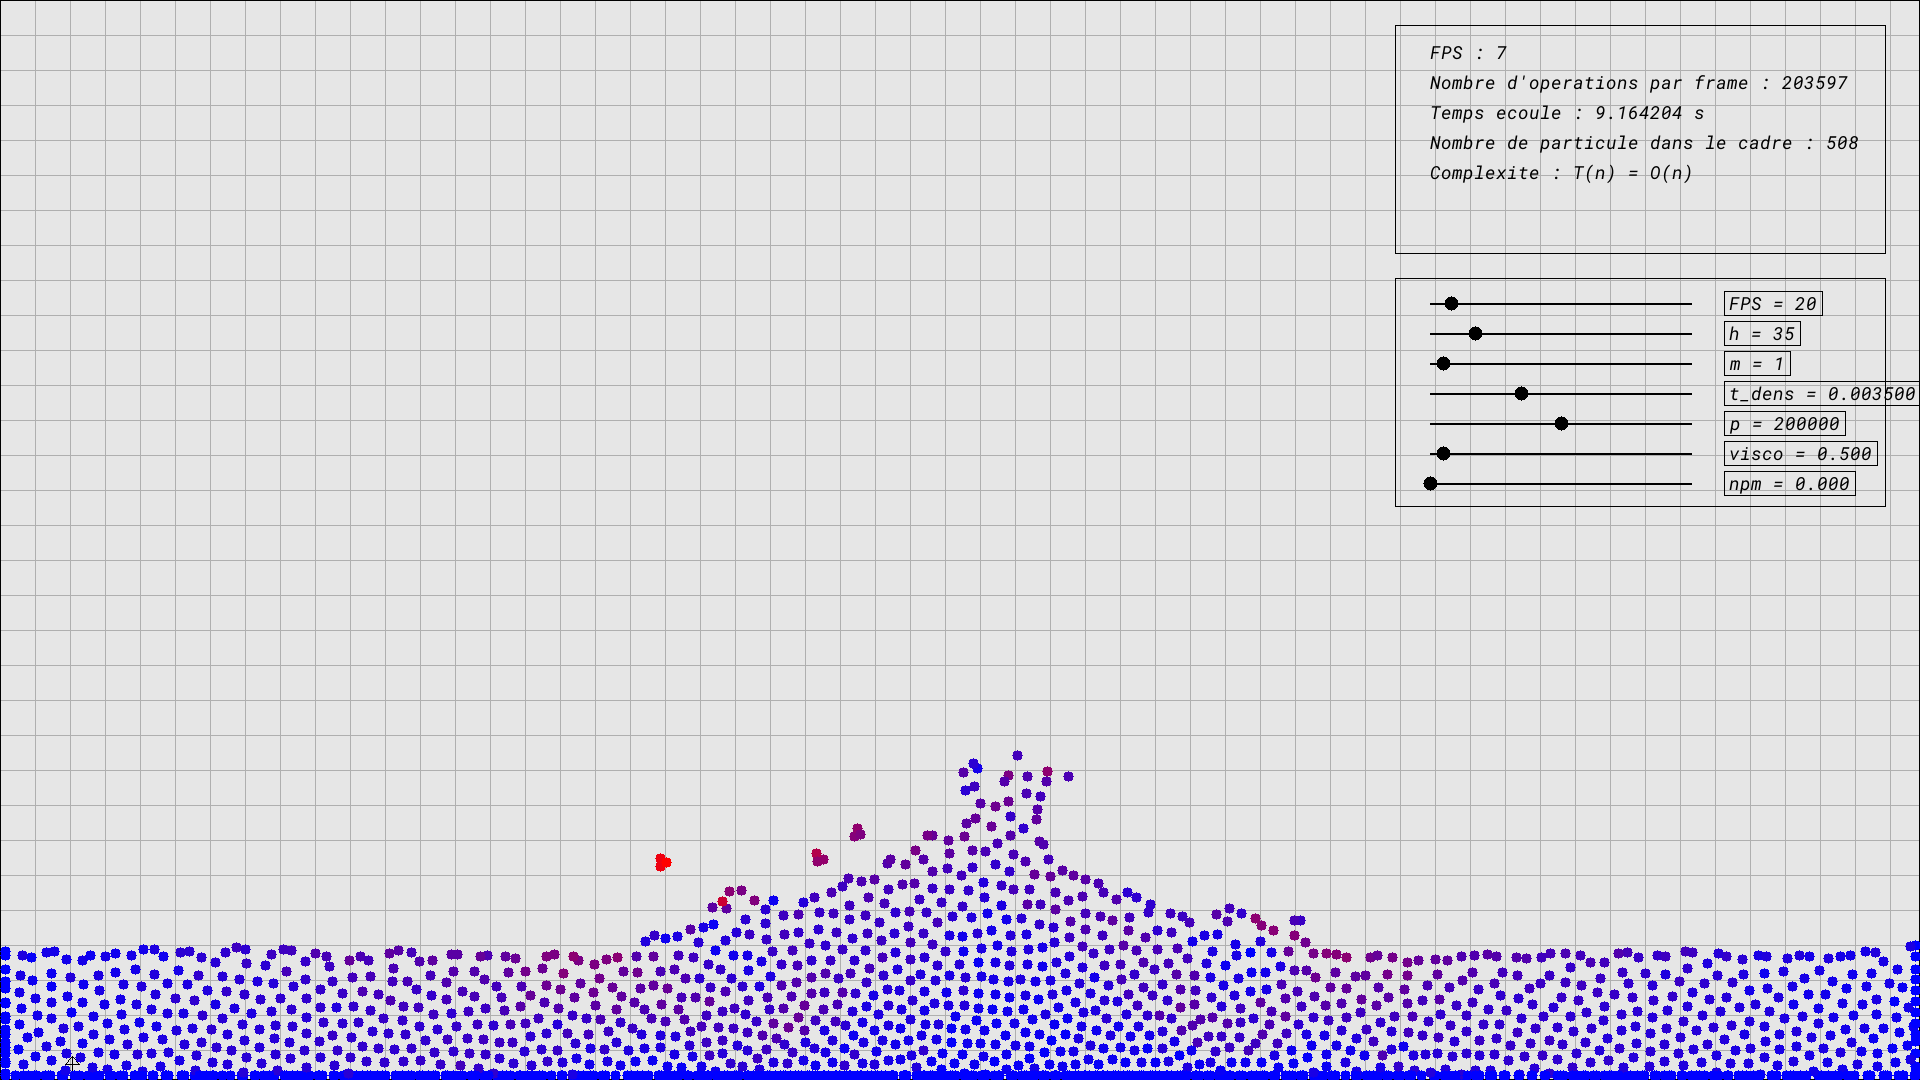 FPS : 7
Nombre d'operations par frame : 203597
Temps ecoule : 9.164204 s
Nombre de particule dans le cadre : 508
Complexite : T(n) = O(n)
FPS = 20
h = 35
m = 1
t_dens = 0.003500
p = 200000
visco = 0.500
npm = 0.000